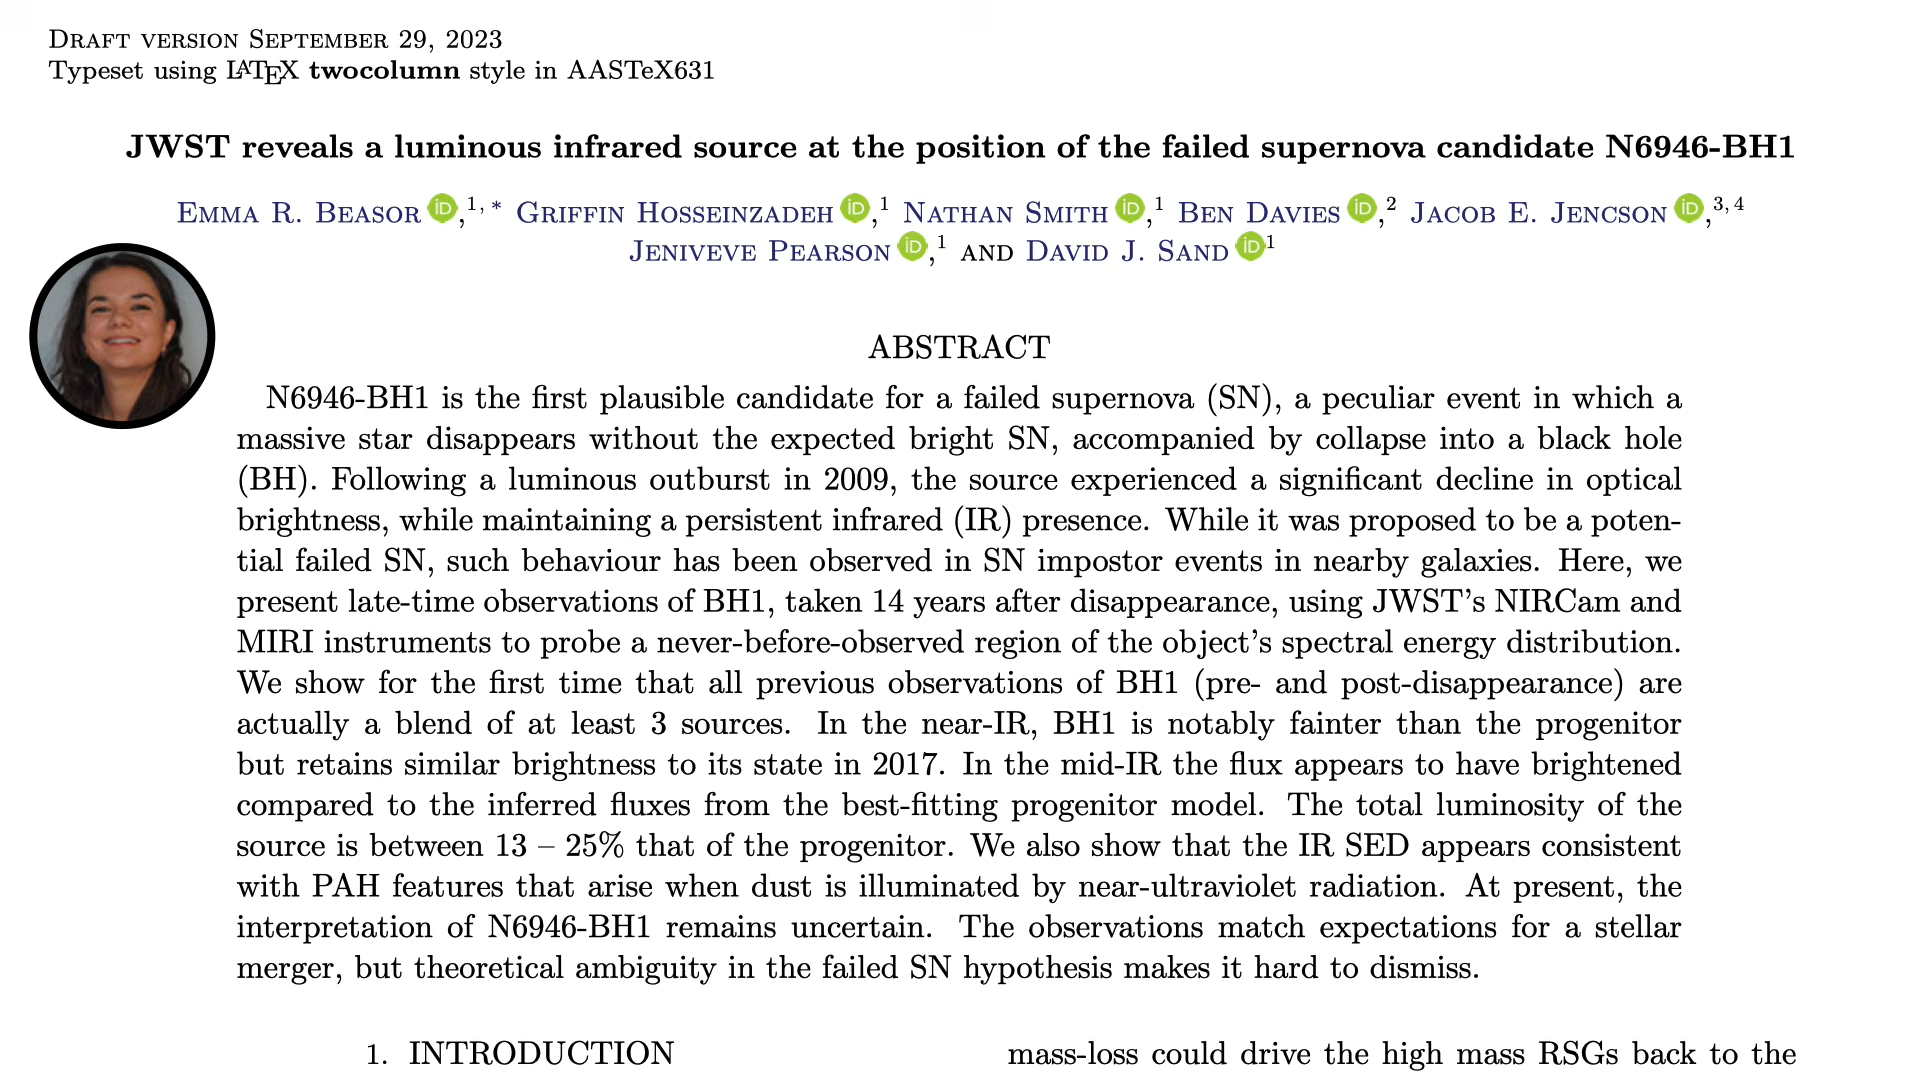 DRAFT VERSION SEPTEMBER 29, 2023
Typeset using LATEX twocolumn style in AASTeX631
JWST reveals a luminous infrared source at the position of the failed supernova candidate N6946-BH1
EMMA R. BEASOR iD,1,* GRIFFIN HOSSEINZADEH iD,1 NATHAN SMITH iD,1 BEN DAVIES iD,2 JACOB E. JENCSON iD,3,4
JENIVEVE PEARSON iD,1 AND DAVID J. SAND iD1
ABSTRACT
N6946-BH1 is the first plausible candidate for a failed supernova (SN), a peculiar event in which a
massive star disappears without the expected bright SN, accompanied by collapse into a black hole
(BH). Following a luminous outburst in 2009, the source experienced a significant decline in optical
brightness, while maintaining a persistent infrared (IR) presence. While it was proposed to be a poten-
tial failed SN, such behaviour has been observed in SN impostor events in nearby galaxies. Here, we
present late-time observations of BH1, taken 14 years after disappearance, using JWST's NIRCam and
MIRI instruments to probe a never-before-observed region of the object's spectral energy distribution.
We show for the first time that all previous observations of BH1 (pre- and post-disappearance) are
actually a blend of at least 3 sources. In the near-IR, BH1 is notably fainter than the progenitor
but retains similar brightness to its state in 2017. In the mid-IR the flux appears to have brightened
compared to the inferred fluxes from the best-fitting progenitor model. The total luminosity of the
source is between 13 – 25% that of the progenitor. We also show that the IR SED appears consistent
with PAH features that arise when dust is illuminated by near-ultraviolet radiation. At present, the
interpretation of N6946-BH1 remains uncertain. The observations match expectations for a stellar
merger, but theoretical ambiguity in the failed SN hypothesis makes it hard to dismiss.
1. INTRODUCTION
mass-loss could drive the high mass RSGs back to the